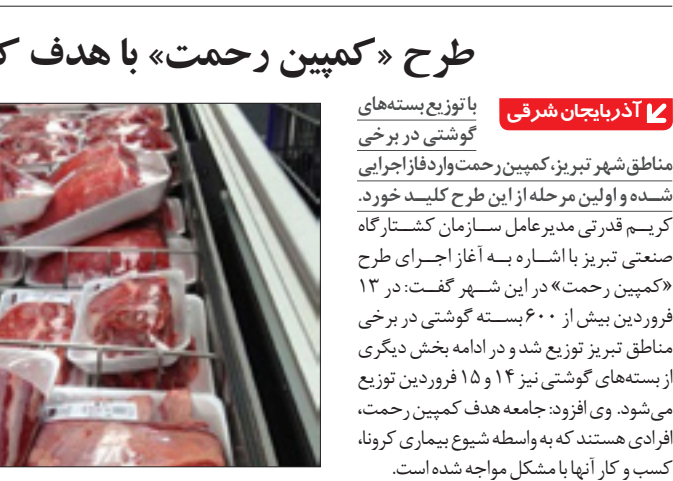 طرح «کمپین رحمت» با هدف
آذربایجان شرقی
با توزیع بسته‌های
گوشتی در برخی
مناطق شهر تبریز، کمپین رحمت وارد فاز اجرایی
شده و اولین مرحله از این طرح کلید خورد.
کریم قدرتی مدیرعامل سازمان کشتارگاه
صنعتی تبریز با اشاره به آغاز اجرای طرح
«کمپین رحمت» در این شهر گفت: در ۱۳
فروردین بیش از ۶۰۰ بسته گوشتی در برخی
مناطق تبریز توزیع شد و در ادامه بخش دیگری
از بسته‌های گوشتی نیز ۱۴ و ۱۵ فروردین توزیع
می‌شود. وی افزود: جامعه هدف کمپین رحمت،
افرادی هستند که به واسطه شیوع بیماری کرونا،
کسب و کار آنها با مشکل مواجه شده است.